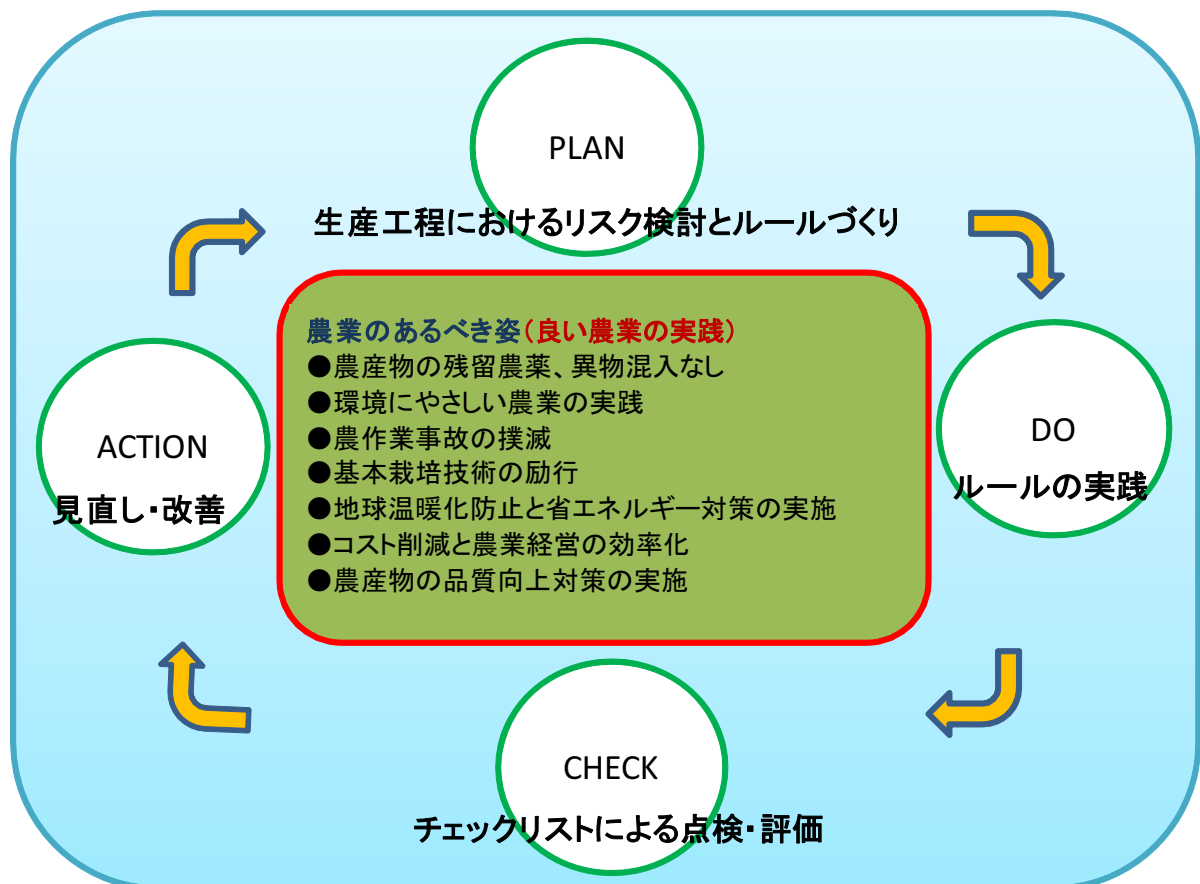 PLAN
生産工程におけるリスク検討とルールづくり
農業のあるべき姿(良い農業の実践)
●農産物の残留農薬、異物混入なし
●環境にやさしい農業の実践
●農作業事故の撲滅
●基本栽培技術の励行
●地球温暖化防止と省エネルギー対策の実施
●コスト削減と農業経営の効率化
●農産物の品質向上対策の実施
DO
ルールの実践
CHECK
チェックリストによる点検・評価
ACTION
見直し・改善